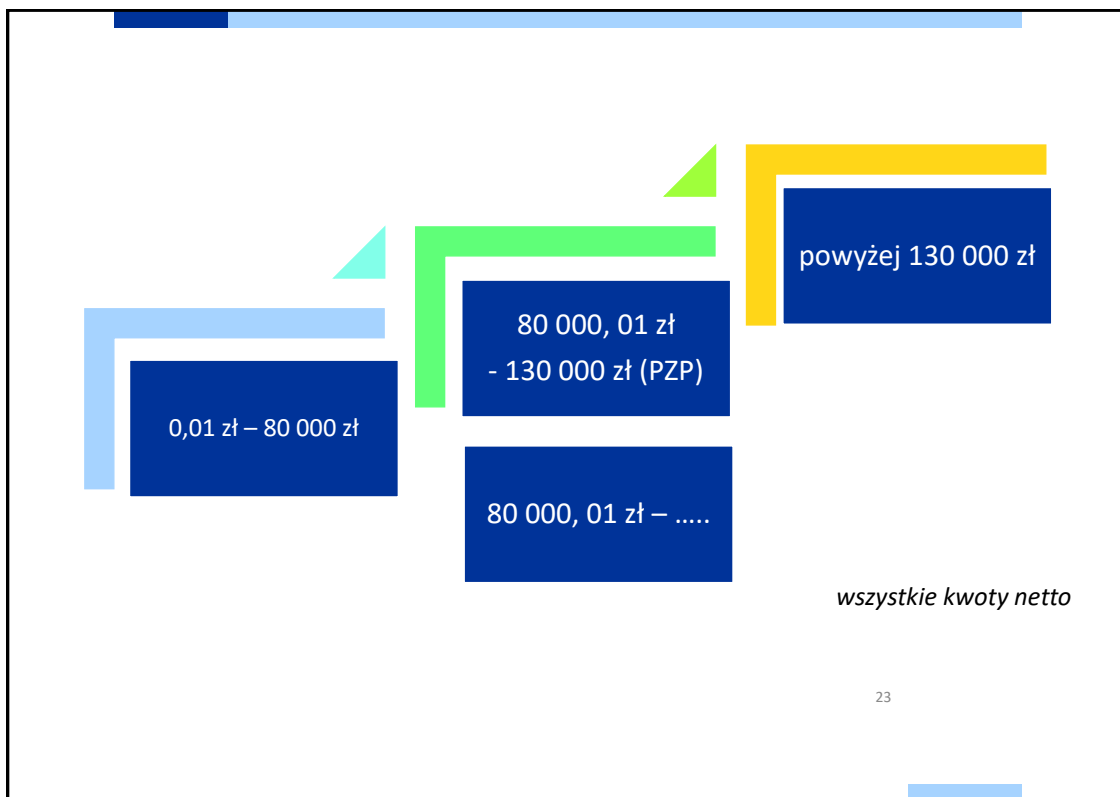 0,01 zł – 80 000 zł
80 000, 01 zł
- 130 000 zł (PZP)
80 000, 01 zł – .....
powyżej 130 000 zł
wszystkie kwoty netto
23